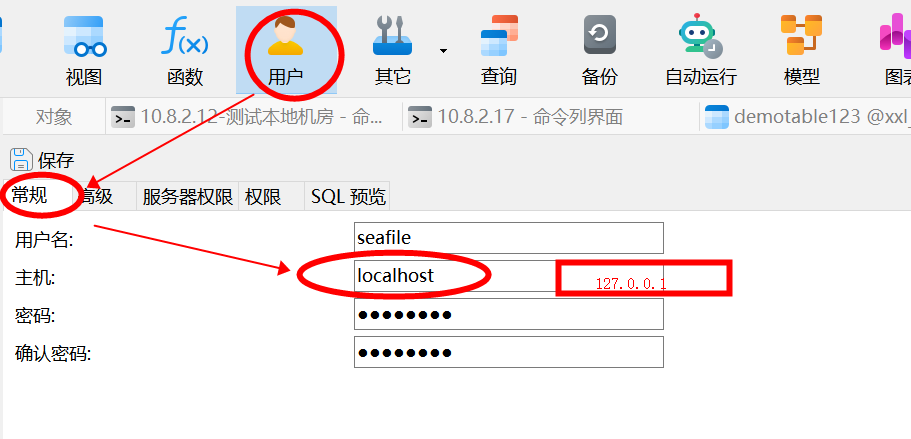 视图 函数 用户 其它 查询 备份 自动运行 模型 图表
对象 10.8.2.12-测试本地机房 - 命... 10.8.2.17 - 命令列界面 demotable123 @xxl_
保存
常规 高级 服务器权限 权限 SQL 预览
用户名: seafile
主机: localhost 127.0.0.1
密码: ●●●●●●●●
确认密码: ●●●●●●●●